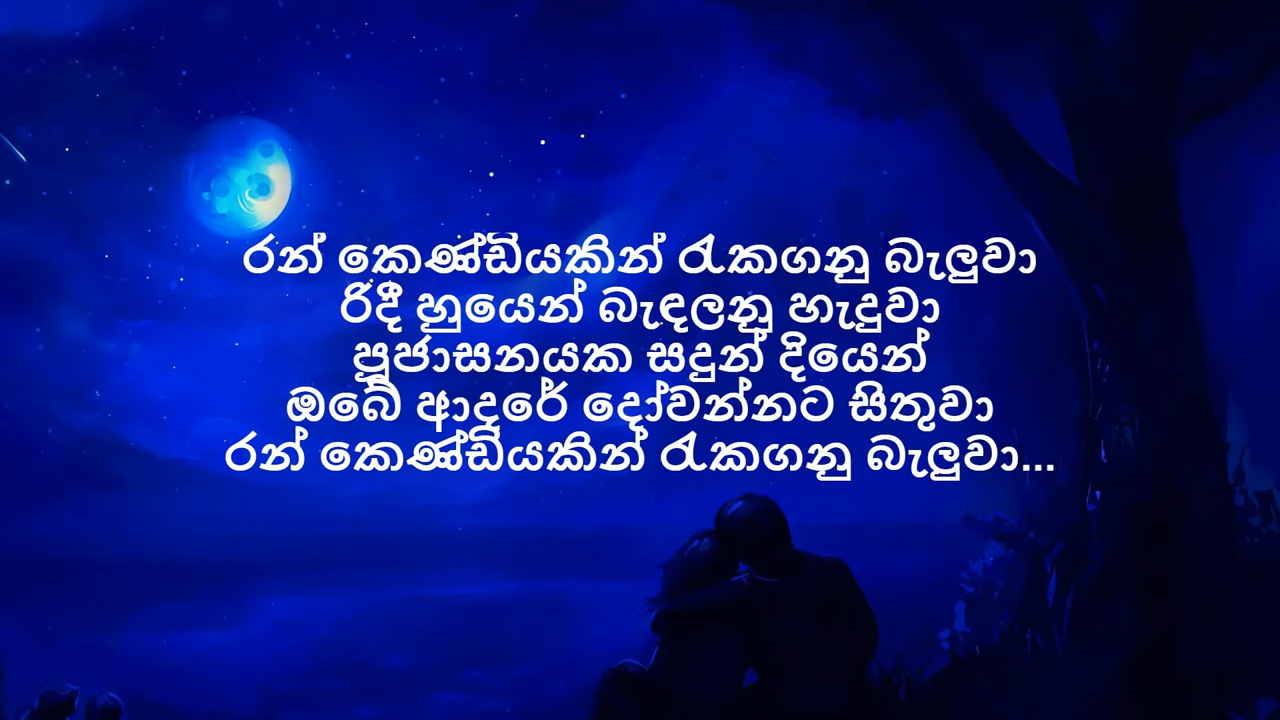 රන් කෙණ්ඩියකින් රැකගනු බැලුවා
රිදී හුයෙන් බැඳලනු හැදුවා
පූජාසනයක සඳුන් දියෙන්
ඔබේ ආදරේ දෝවන්නට සිතුවා
රන් කෙණ්ඩියකින් රැකගනු බැලුවා...